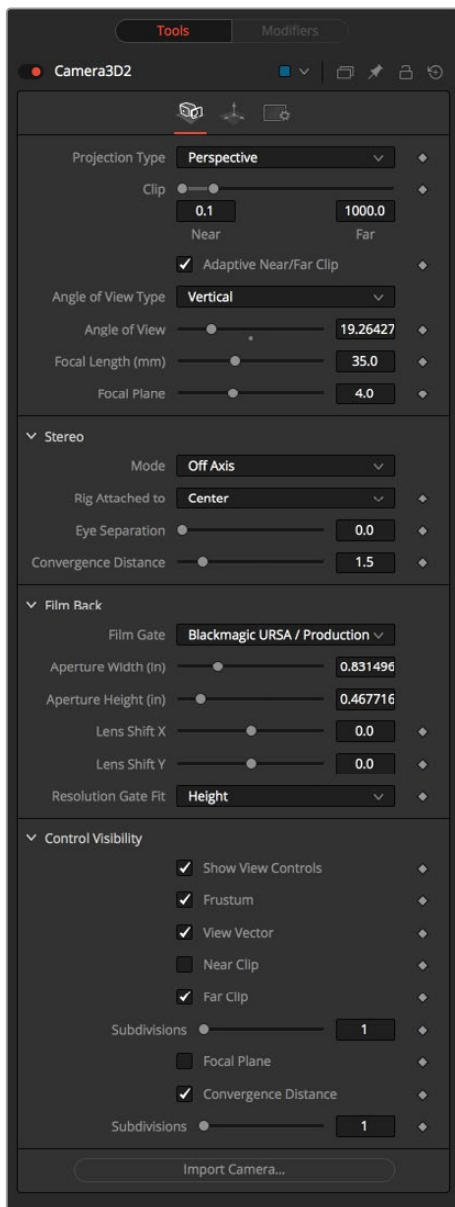 Tools Modifiers
Camera3D2
Projection Type Perspective
Clip
0.1 1000.0
Near Far
Adaptive Near/Far Clip
Angle of View Type Vertical
Angle of View 19.26427
Focal Length (mm) 35.0
Focal Plane 4.0
Stereo
Mode Off Axis
Rig Attached to Center
Eye Separation 0.0
Convergence Distance 1.5
Film Back
Film Gate Blackmagic URSA / Production
Aperture Width (in) 0.831496
Aperture Height (in) 0.467716
Lens Shift X 0.0
Lens Shift Y 0.0
Resolution Gate Fit Height
Control Visibility
Show View Controls
Frustum
View Vector
Near Clip
Far Clip
Subdivisions 1
Focal Plane
Convergence Distance
Subdivisions 1
Import Camera...